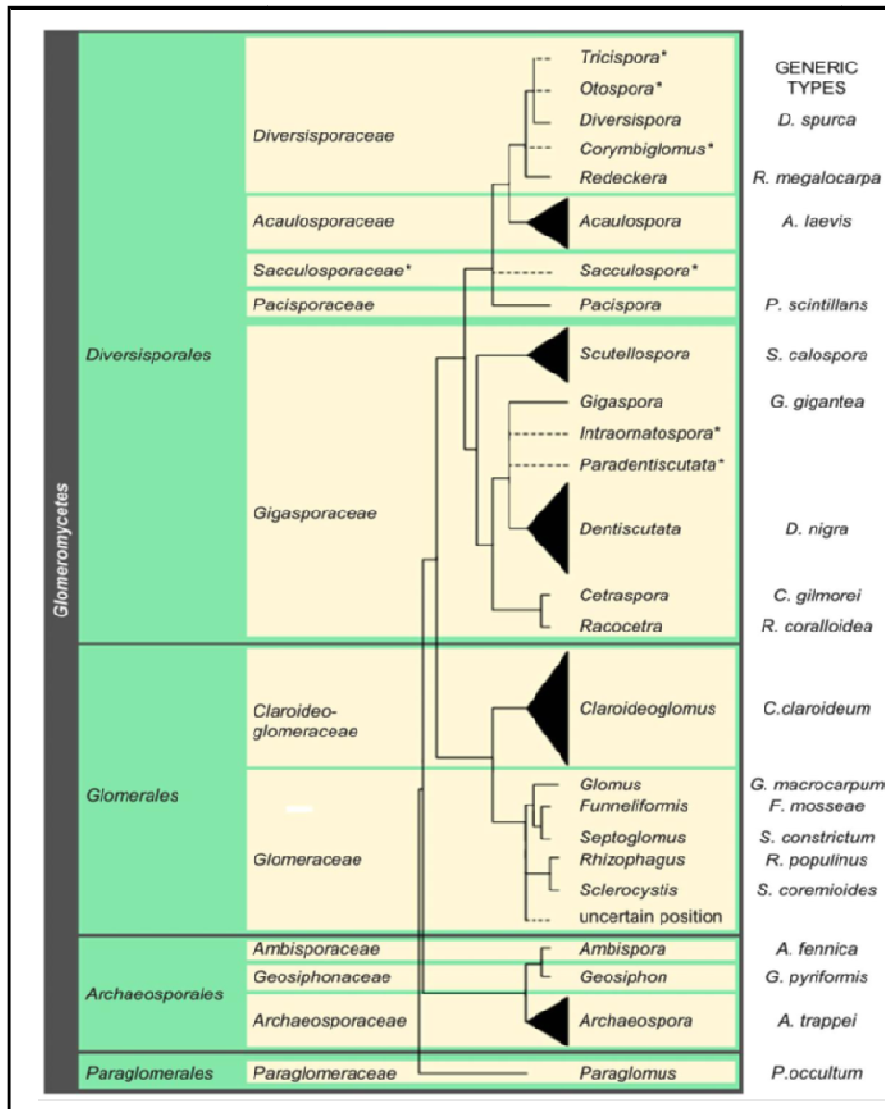 Glomeromycetes
GENERIC
TYPES
Diversisporales
Diversisporaceae
Tricispora*
Otospora*
Diversispora D. spurca
Corymbiglomus*
Redeckera R. megalocarpa
Acaulosporaceae Acaulospora A. laevis
Sacculosporaceae* Sacculospora*
Pacisporaceae Pacispora P. scintillans
Gigasporaceae
Scutellospora S. calospora
Gigaspora G. gigantea
Intraornatospora*
Paradentiscutata*
Dentiscutata D. nigra
Cetraspora C. gilmorei
Racocetra R. coralloidea
Glomerales
Claroideo-
glomeraceae
Claroideoglomus C.claroideum
Glomeraceae
Glomus G. macrocarpum
Funneliformis F. mosseae
Septoglomus S. constrictum
Rhizophagus R. populinus
Sclerocystis S. coremioides
uncertain position
Archaeosporales
Ambisporaceae Ambispora A. fennica
Geosiphonaceae Geosiphon G. pyriformis
Archaeosporaceae Archaeospora A. trappei
Paraglomerales Paraglomeraceae Paraglomus P.occultum